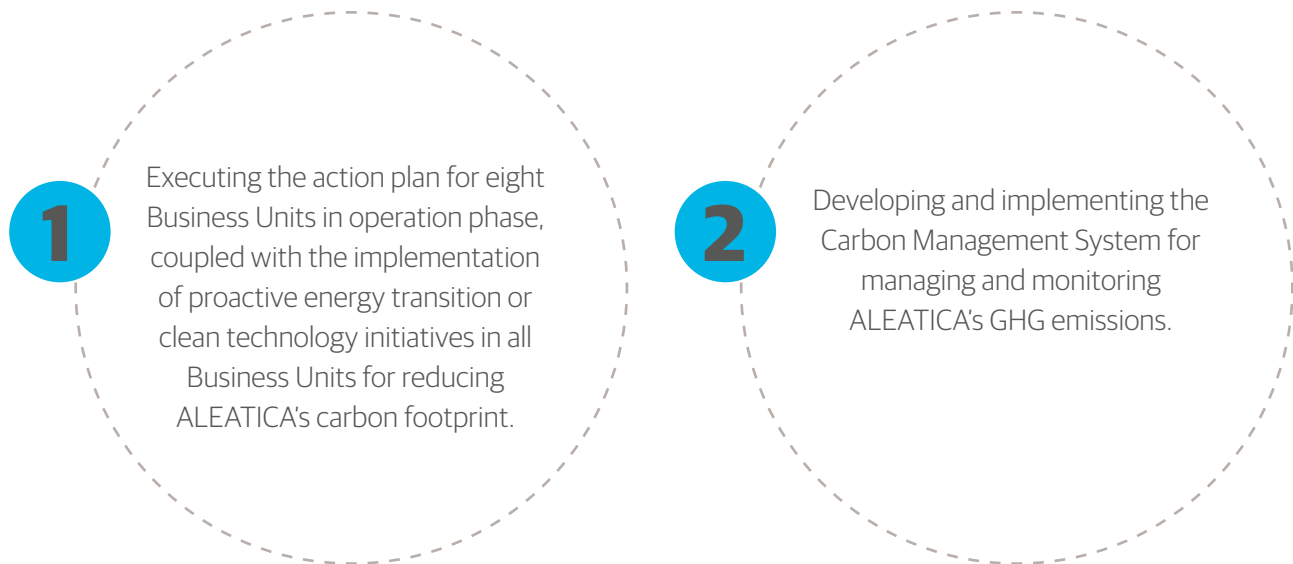 1
Executing the action plan for eight
Business Units in operation phase,
coupled with the implementation
of proactive energy transition or
clean technology initiatives in all
Business Units for reducing
ALEATICA's carbon footprint.
2
Developing and implementing the
Carbon Management System for
managing and monitoring
ALEATICA's GHG emissions.